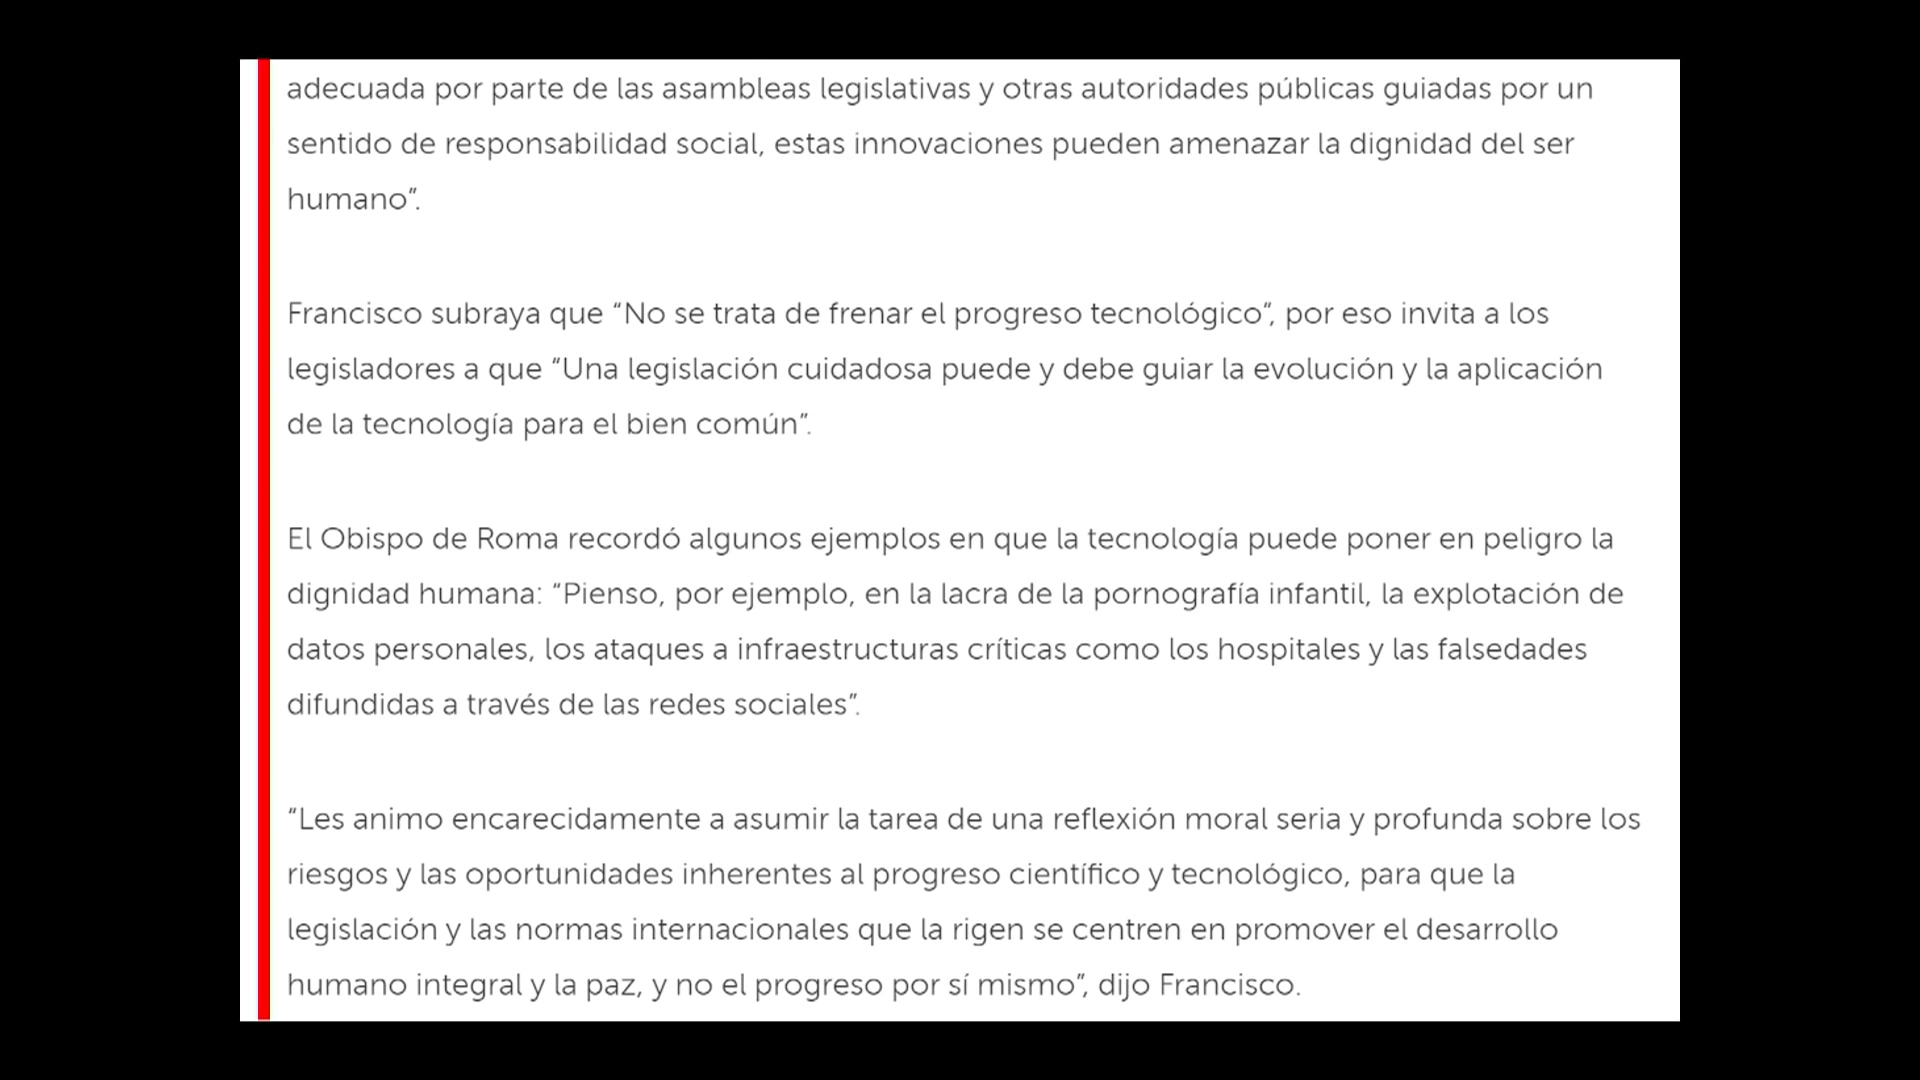 adecuada por parte de las asambleas legislativas y otras autoridades públicas guiadas por un
sentido de responsabilidad social, estas innovaciones pueden amenazar la dignidad del ser
humano”.
Francisco subraya que “No se trata de frenar el progreso tecnológico”, por eso invita a los
legisladores a que “Una legislación cuidadosa puede y debe guiar la evolución y la aplicación
de la tecnología para el bien común”.
El Obispo de Roma recordó algunos ejemplos en que la tecnología puede poner en peligro la
dignidad humana: “Pienso, por ejemplo, en la lacra de la pornografía infantil, la explotación de
datos personales, los ataques a infraestructuras críticas como los hospitales y las falsedades
difundidas a través de las redes sociales”.
“Les animo encarecidamente a asumir la tarea de una reflexión moral seria y profunda sobre los
riesgos y las oportunidades inherentes al progreso científico y tecnológico, para que la
legislación y las normas internacionales que la rigen se centren en promover el desarrollo
humano integral y la paz, y no el progreso por sí mismo”, dijo Francisco.